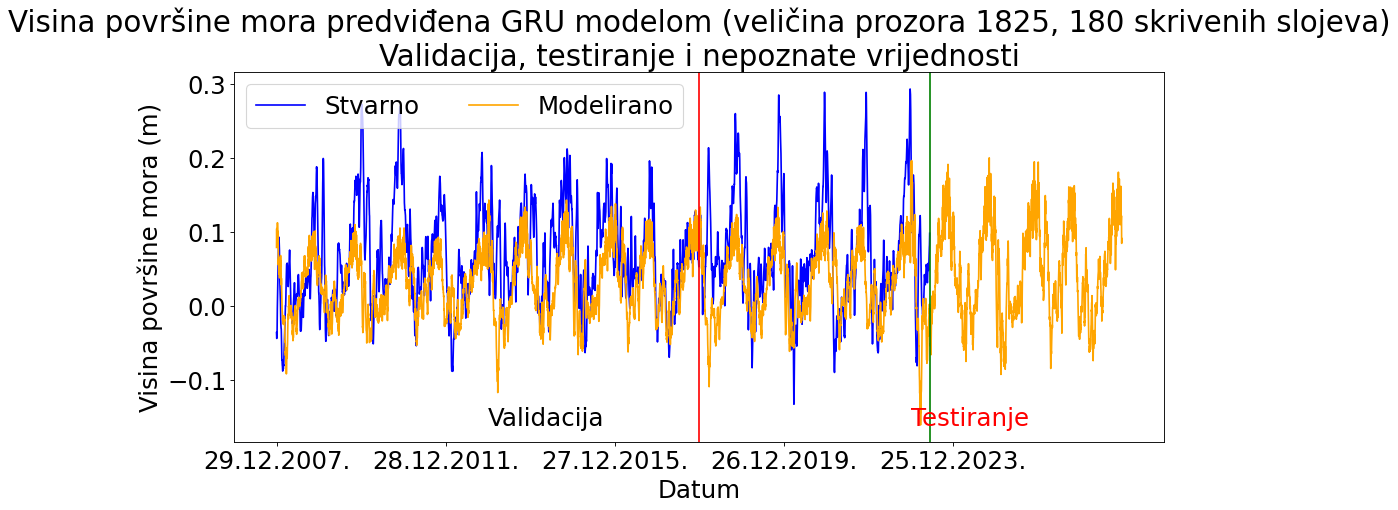 Visina površine mora predviđena GRU modelom (veličina prozora 1825, 180 skrivenih slojeva)
Validacija, testiranje i nepoznate vrijednosti
Stvarno
Modelirano
Visina površine mora (m)
0.3
0.2
0.1
0.0
−0.1
Validacija
Testiranje
29.12.2007.
28.12.2011.
27.12.2015.
26.12.2019.
25.12.2023.
Datum